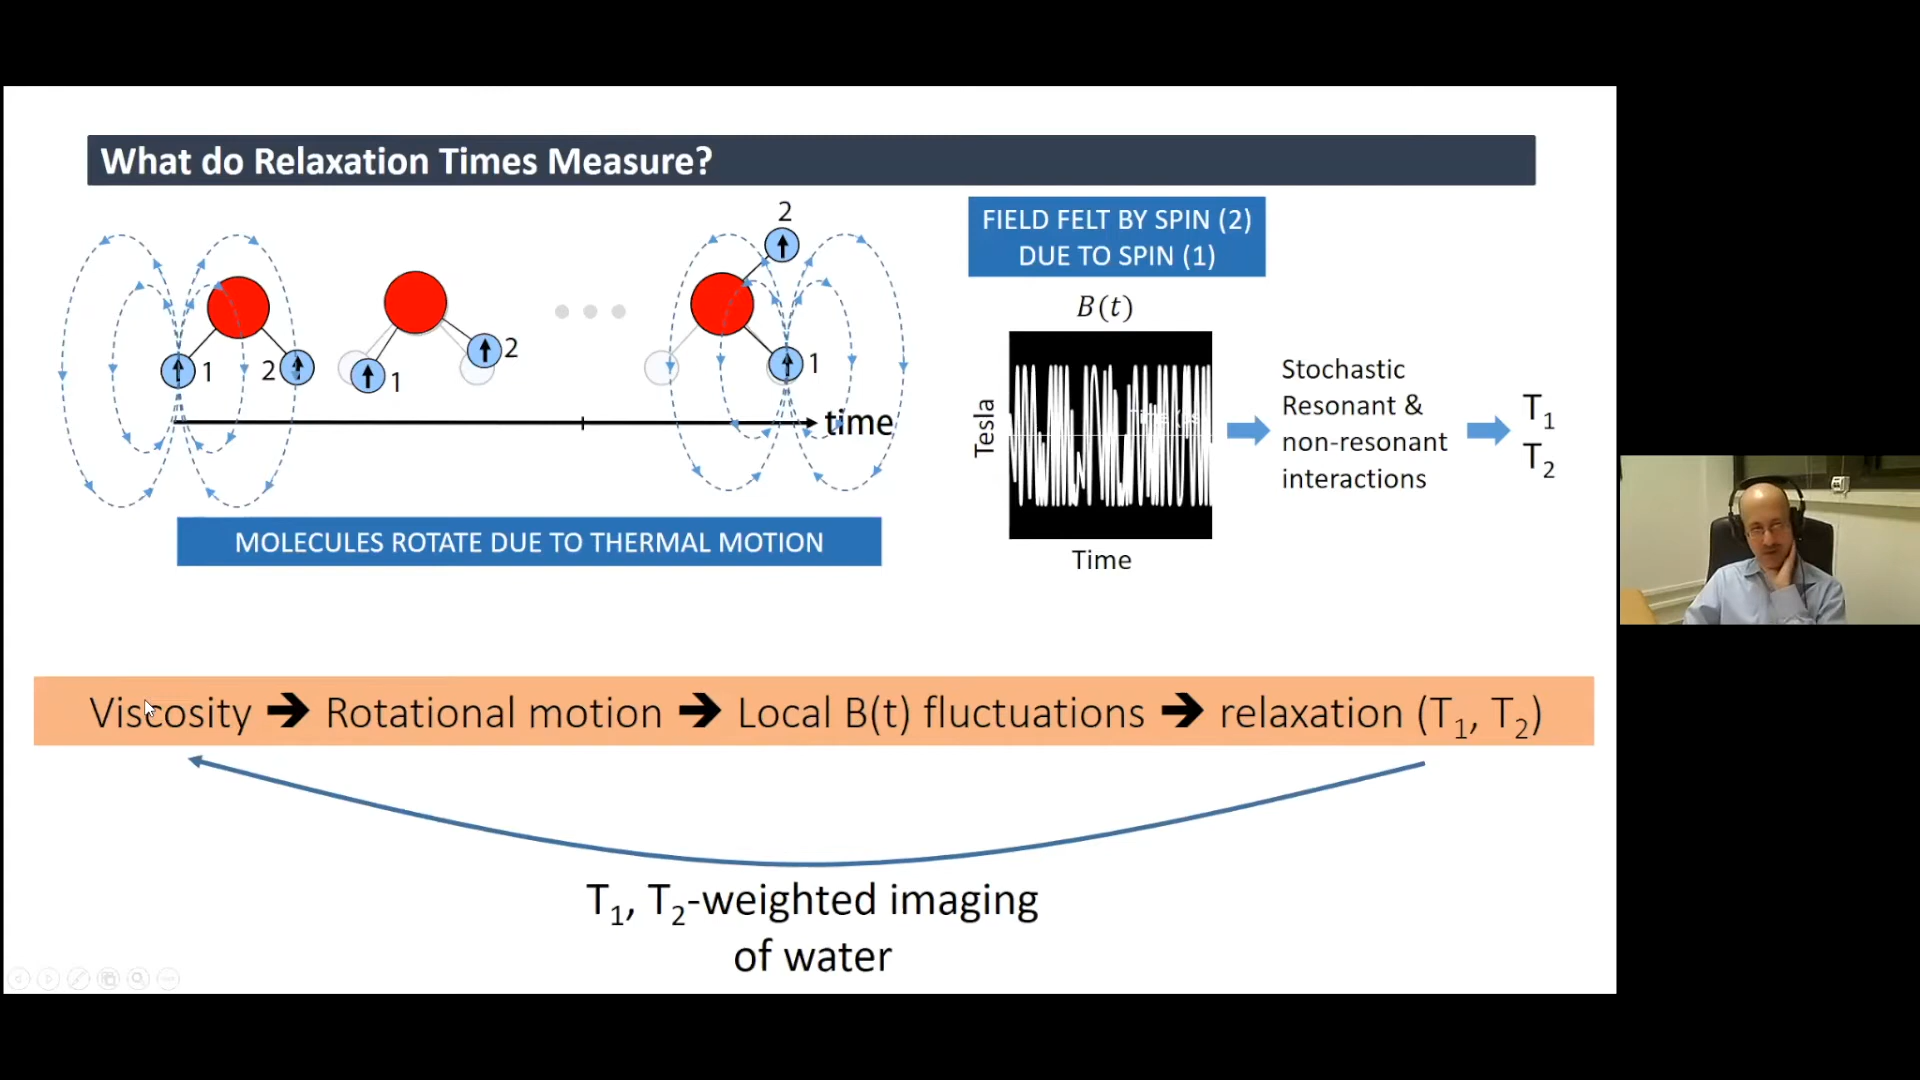 What do Relaxation Times Measure?
2
1
2
1
2
1
time
MOLECULES ROTATE DUE TO THERMAL MOTION
FIELD FELT BY SPIN (2)
DUE TO SPIN (1)
B(t)
Tesla
Time
Stochastic
Resonant &
non-resonant
interactions
T1
T2
Viscosity → Rotational motion → Local B(t) fluctuations → relaxation (T1, T2)
T1, T2-weighted imaging
of water